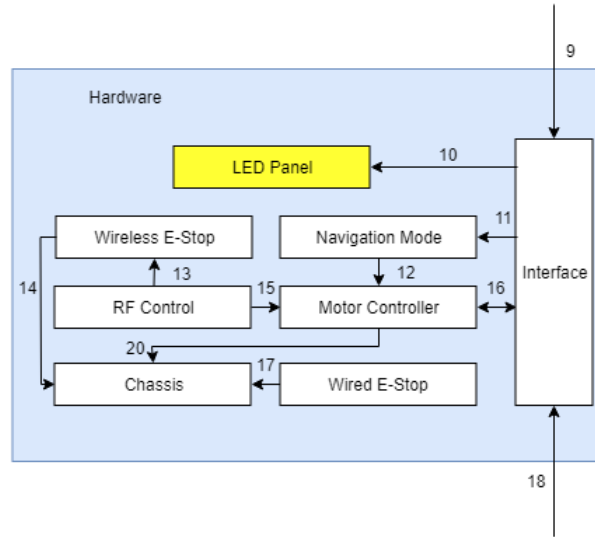 9
Hardware
LED Panel
10
Wireless E-Stop
Navigation Mode
11
Interface
13
12
14
RF Control
15
Motor Controller
16
20
17
Chassis
Wired E-Stop
18